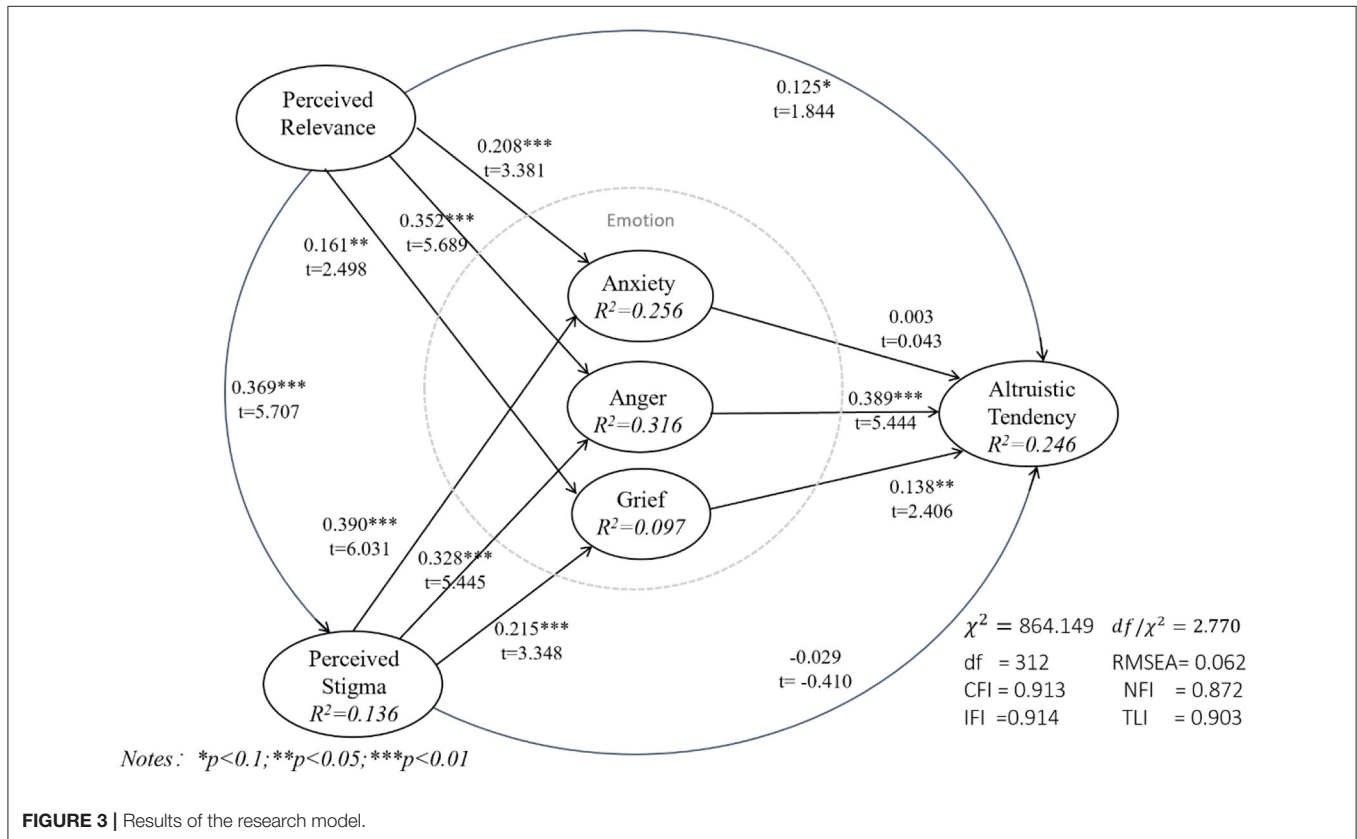 Perceived
Relevance
0.125*
t=1.844
0.208***
t=3.381
0.352***
t=5.689
0.161**
t=2.498
Emotion
Anxiety
R²=0.256
0.003
t=0.043
0.369***
t=5.707
Anger
R²=0.316
0.389***
t=5.444
Altruistic
Tendency
R²=0.246
Grief
R²=0.097
0.138**
t=2.406
0.390***
t=6.031
0.328***
t=5.445
0.215***
t=3.348
Perceived
Stigma
R²=0.136
-0.029
t= -0.410
χ² = 864.149 df/χ² = 2.770
df = 312 RMSEA= 0.062
CFI = 0.913 NFI = 0.872
IFI =0.914 TLI = 0.903
Notes: *p<0.1;**p<0.05;***p<0.01
FIGURE 3 | Results of the research model.